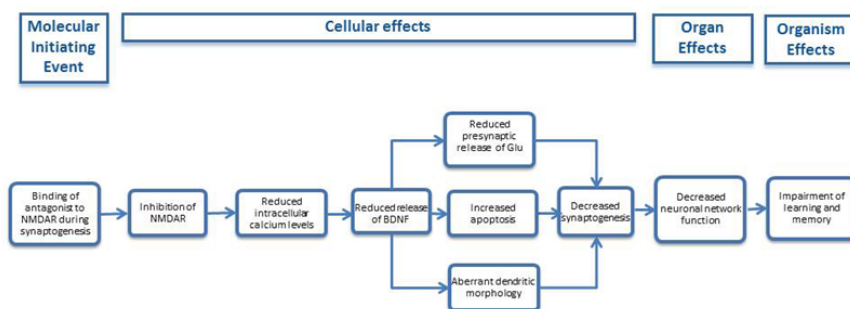 Molecular
Initiating
Event
Cellular effects
Organ
Effects
Organism
Effects
Binding of
antagonist to
NMDAR during
synaptogenesis
Inhibition of
NMDAR
Reduced
intracellular
calcium levels
Reduced release
of BDNF
Reduced
presynaptic
release of Glu
Increased
apoptosis
Aberrant dendritic
morphology
Decreased
synaptogenesis
Decreased
neuronal network
function
Impairment of
learning and
memory